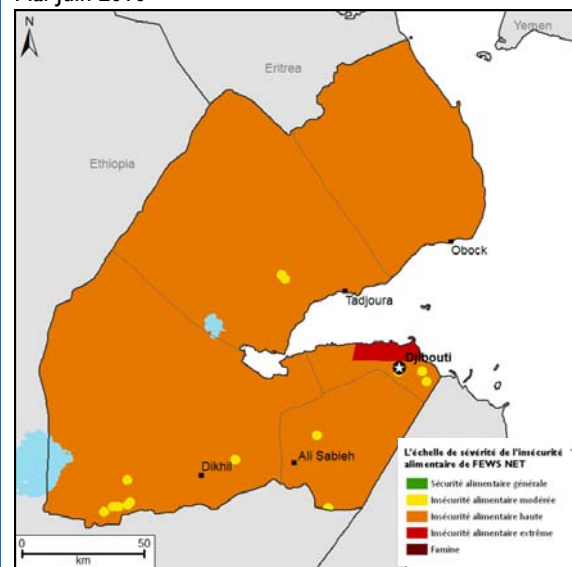 N
Yemen
Eritrea
Ethiopia
Obock
Tadjoura
Djibouti
Ali Sabieh
Dikhil
L'échelle de sévérité de l'insécurité
alimentaire de FEWS NET
Sécurité alimentaire générale
Insécurité alimentaire modérée
Insécurité alimentaire haute
Insécurité alimentaire extrême
Famine
0 50
km